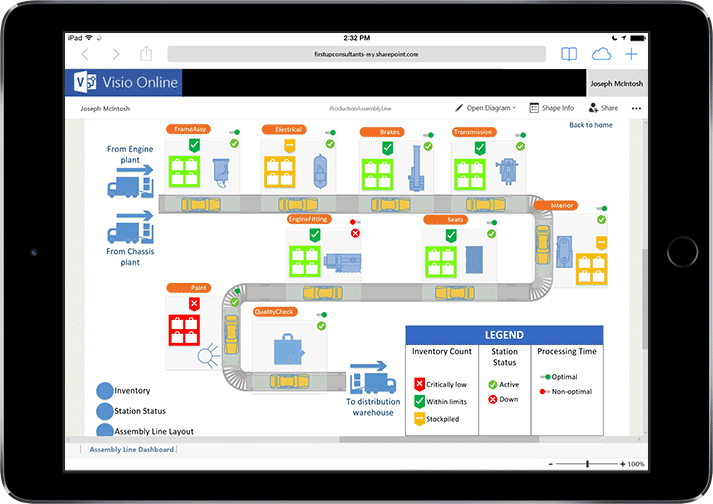 iPad
2:32 PM
firstupconsultants-my.sharepoint.com
Visio Online
Joseph McIntosh
Joseph McIntosh
ProductionAssemblyLine
Open Diagram
Shape Info
Share
Back to home
FrameAssy
Electrical
Brakes
Transmission
From Engine
plant
Interior
EngineFitting
Seats
From Chassis
plant
Paint
QualityCheck
LEGEND
Inventory Count
Station
Status
Processing Time
Critically low
Within limits
Stockpiled
Active
Down
Optimal
Non-optimal
To distribution
warehouse
Inventory
Station Status
Assembly Line Layout
Assembly Line Dashboard
100%